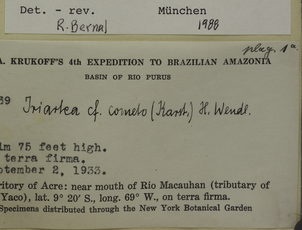 Det. - rev. München
R. Bernal 1988
plag. 1a
A. KRUKOFF'S 4th EXPEDITION TO BRAZILIAN AMAZONIA
BASIN OF RIO PURUS
39 Iriartea cf. corneto (Karst.) H. Wendl.
lm 75 feet high.
terra firma.
ptember 2, 1933.
ritory of Acre: near mouth of Rio Macauhan (tributary of
Yaco), lat. 9° 20' S., long. 69° W., on terra firma.
Specimens distributed through the New York Botanical Garden